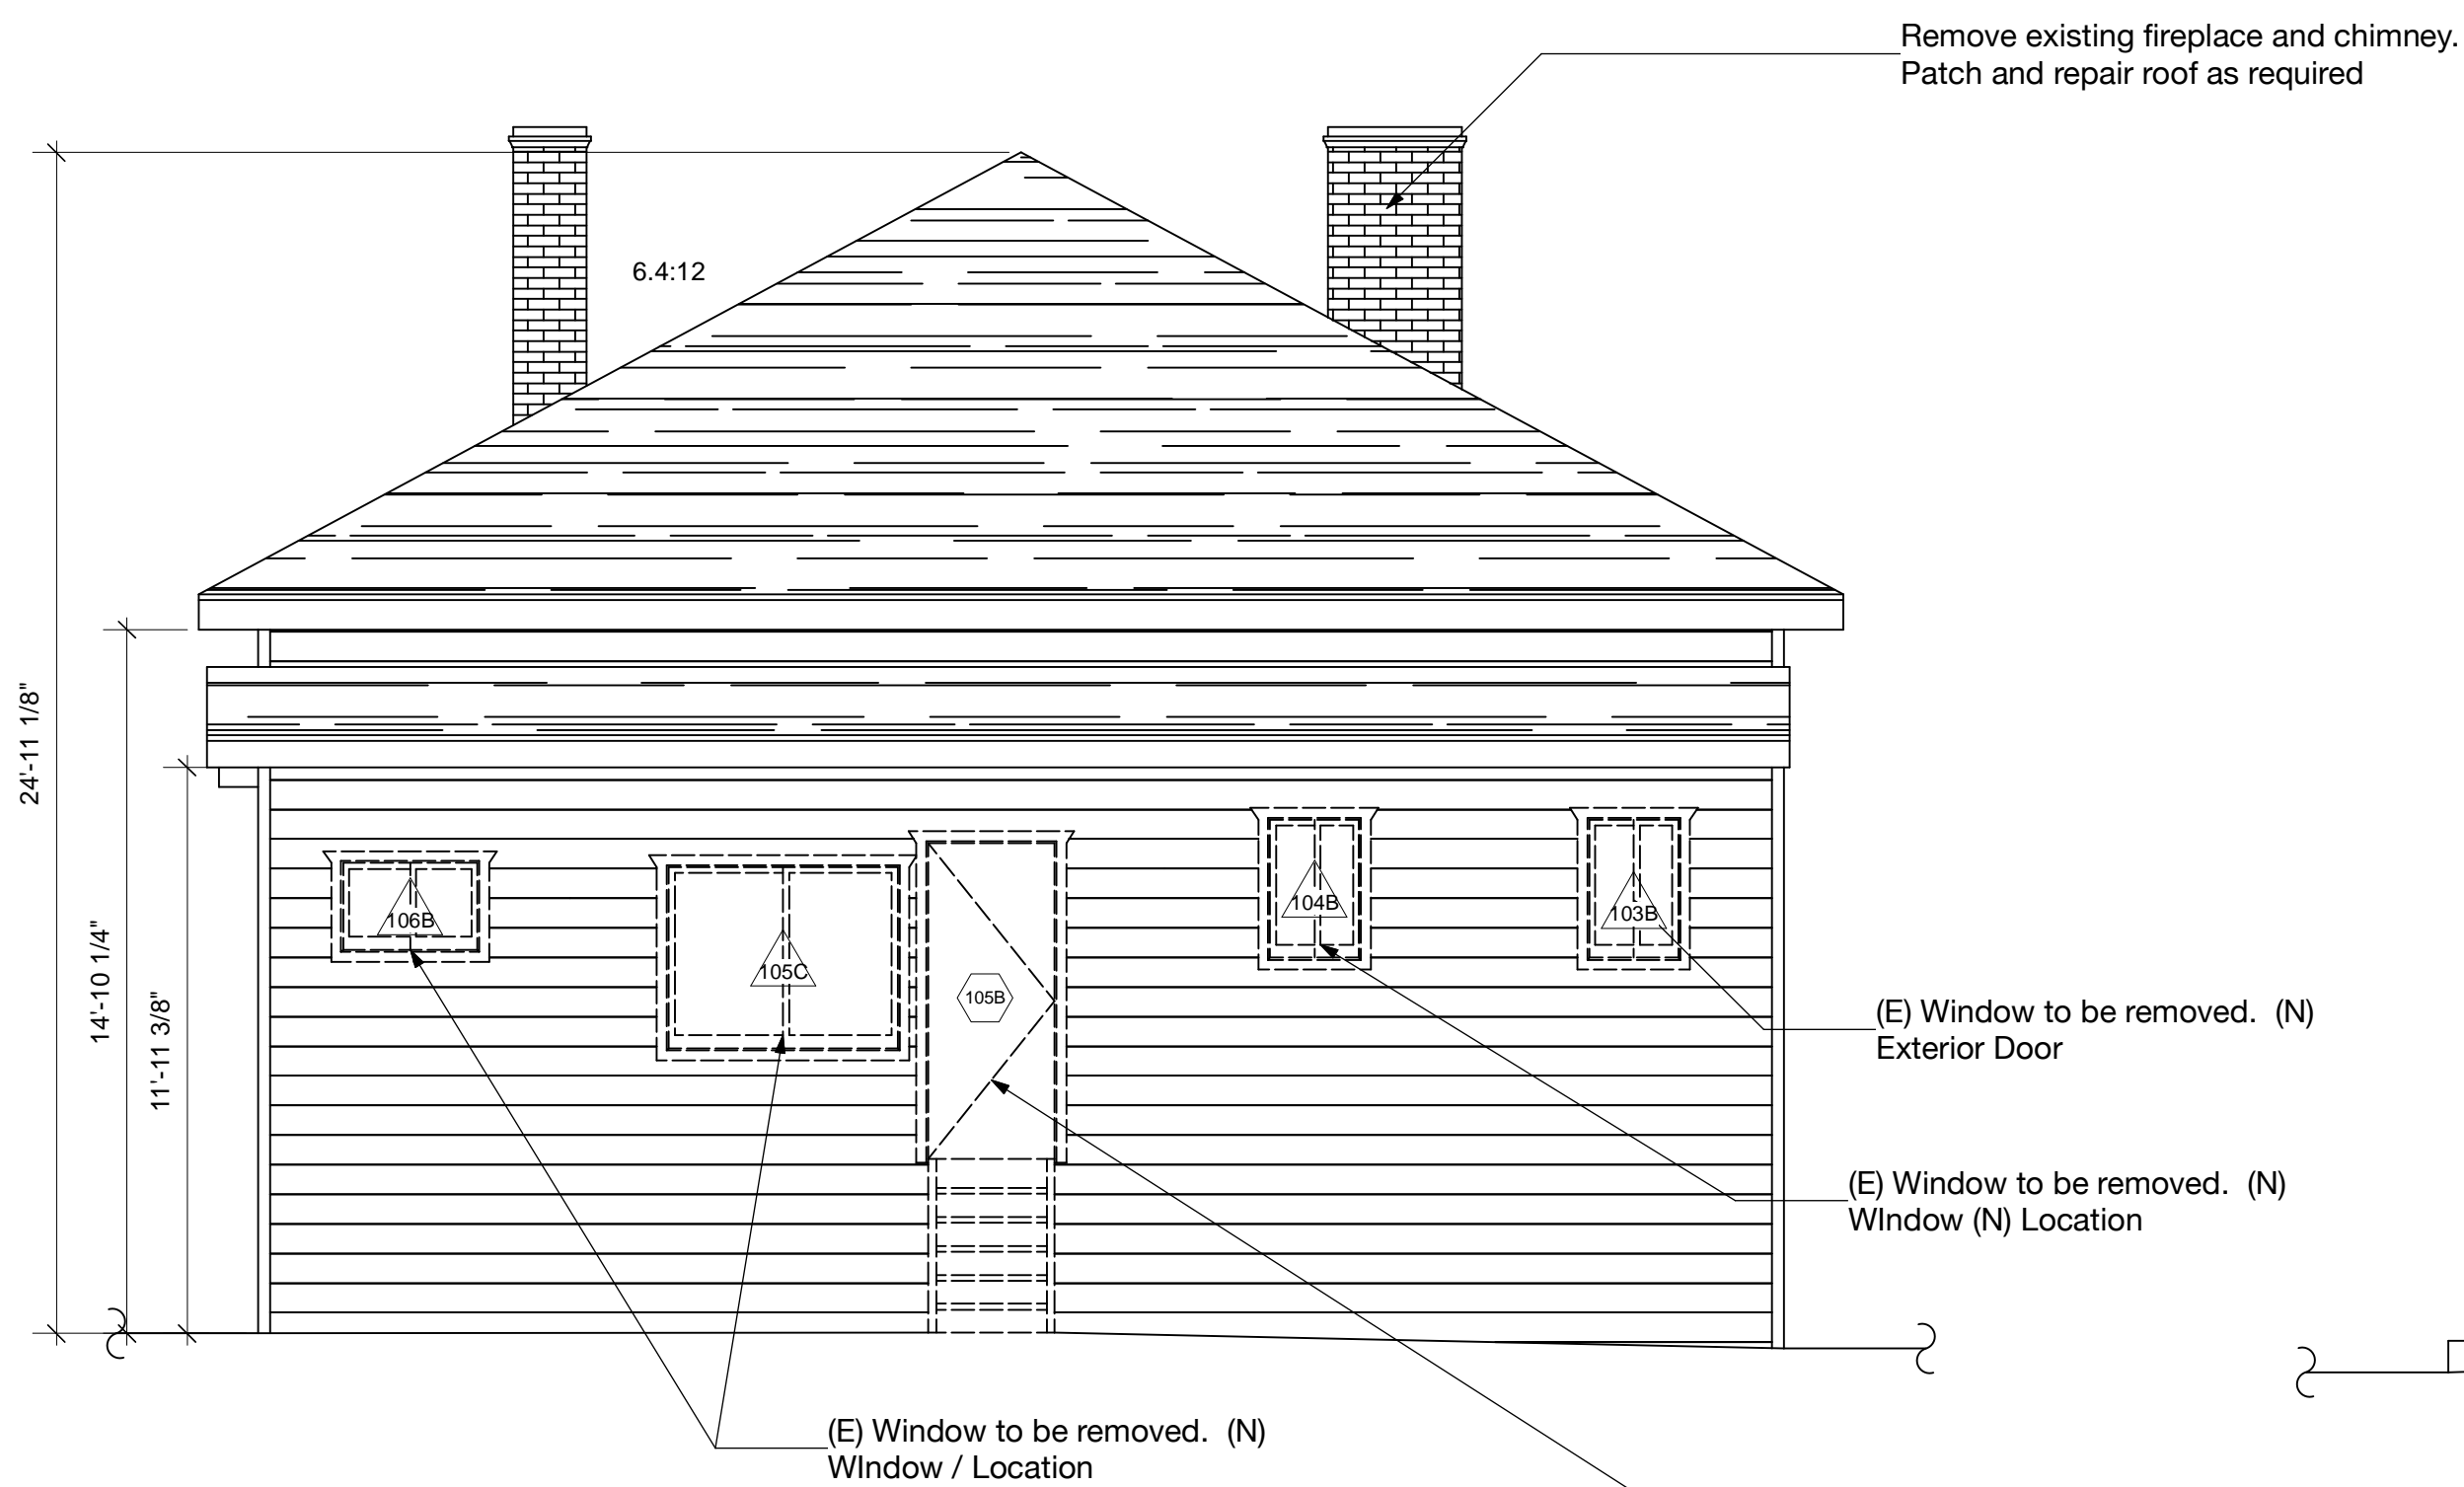 Remove existing fireplace and chimney.
Patch and repair roof as required
6.4:12
24'-11 1/8"
14'-10 1/4"
11'-11 3/8"
106B
105C
105B
104B
103B
(E) Window to be removed.  (N)
Exterior Door
(E) Window to be removed.  (N)
WIndow (N) Location
(E) Window to be removed.  (N)
WIndow / Location